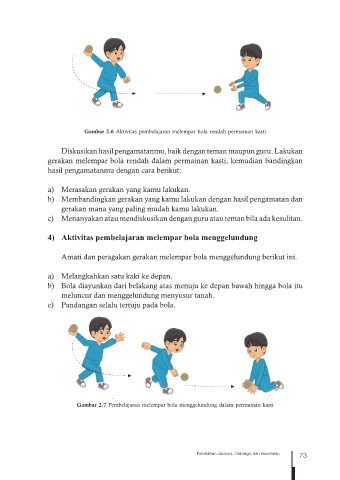 Gambar 2.6 Aktivitas pembelajaran melempar bola rendah permainan kasti
Diskusikan hasil pengamatanmu, baik dengan teman maupun guru. Lakukan
gerakan melempar bola rendah dalam permainan kasti, kemudian bandingkan
hasil pengamatanmu dengan cara berikut:
a) Merasakan gerakan yang kamu lakukan.
b) Membandingkan gerakan yang kamu lakukan dengan hasil pengamatan dan
gerakan mana yang paling mudah kamu lakukan.
c) Menanyakan atau mendiskusikan dengan guru atau teman bila ada kesulitan.
4) Aktivitas pembelajaran melempar bola menggelundung
Amati dan peragakan gerakan melempar bola menggelundung berikut ini.
a) Melangkahkan satu kaki ke depan.
b) Bola diayunkan dari belakang atas menuju ke depan bawah hingga bola itu
meluncur dan menggelundung menyusur tanah.
c) Pandangan selalu tertuju pada bola.
Gambar 2.7 Pembelajaran melempar bola menggelundung dalam permainan kasti
Pendidikan Jasmani, Olahraga, dan Kesehatan 73